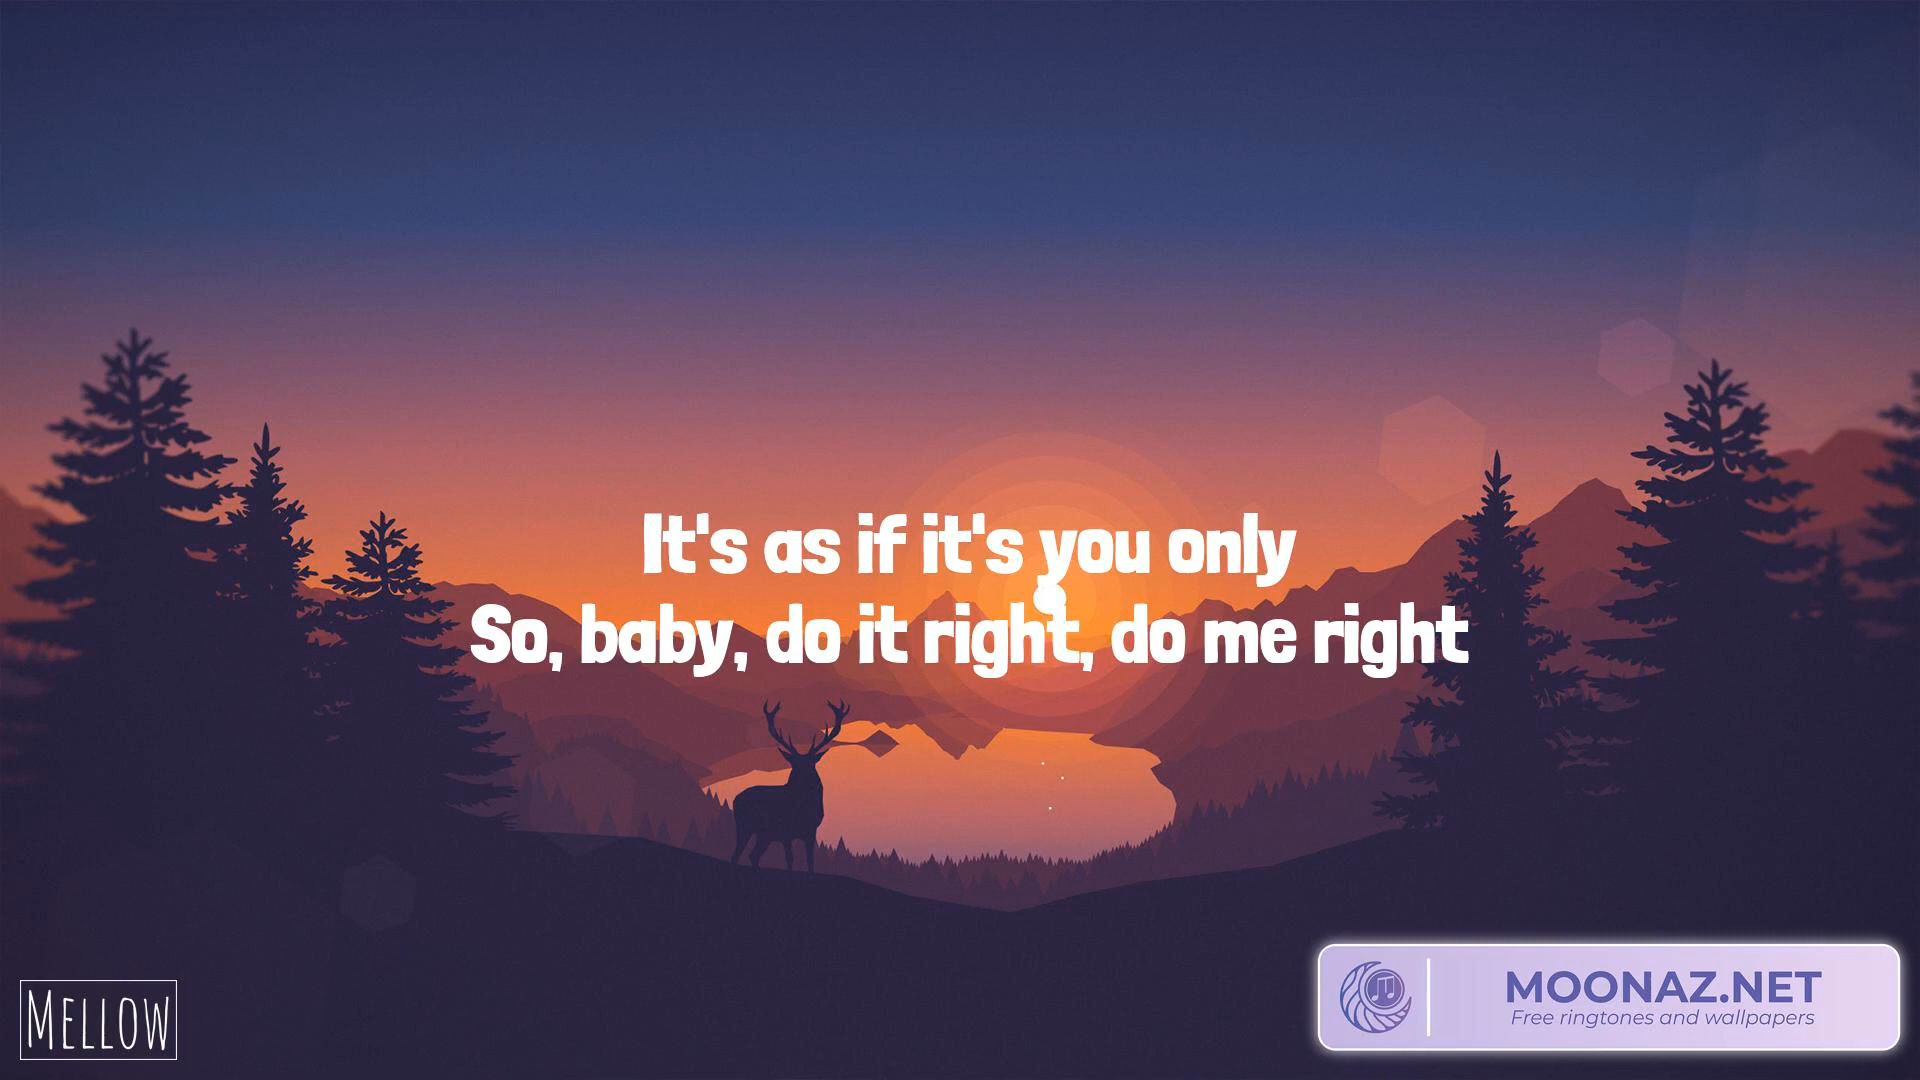 It's as if it's you only
So, baby, do it right, do me right
MELLOW
MOONAZ.NET
Free ringtones and wallpapers